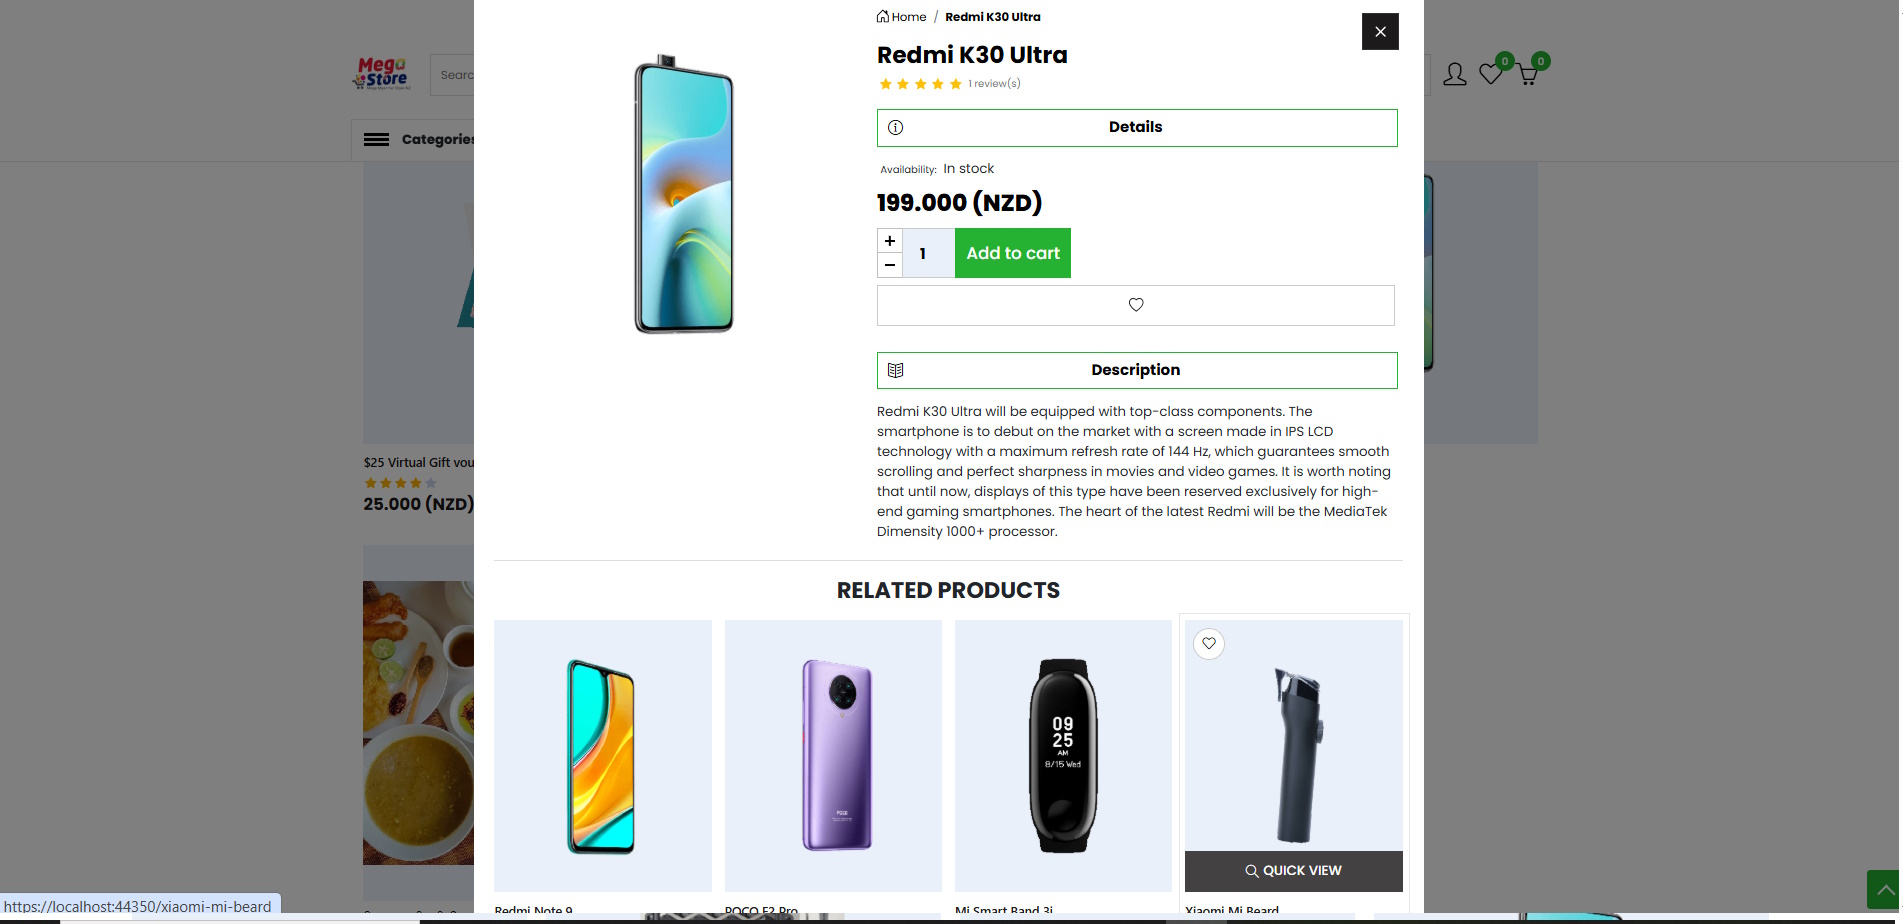 Home / Redmi K30 Ultra
Redmi K30 Ultra
1 review(s)
Details
Availability: In stock
199.000 (NZD)
+
1
−
Add to cart
Description
Redmi K30 Ultra will be equipped with top-class components. The
smartphone is to debut on the market with a screen made in IPS LCD
technology with a maximum refresh rate of 144 Hz, which guarantees smooth
scrolling and perfect sharpness in movies and video games. It is worth noting
that until now, displays of this type have been reserved exclusively for high-
end gaming smartphones. The heart of the latest Redmi will be the MediaTek
Dimensity 1000+ processor.
RELATED PRODUCTS
09
25
AM
8/15 Wed
POCO
QUICK VIEW
Redmi Note 9
POCO F2 Pro
Mi Smart Band 3i
Xiaomi Mi Beard
Mega
Store
Searc
0
0
Categories
$25 Virtual Gift vou
25.000 (NZD)
https://localhost:44350/xiaomi-mi-beard